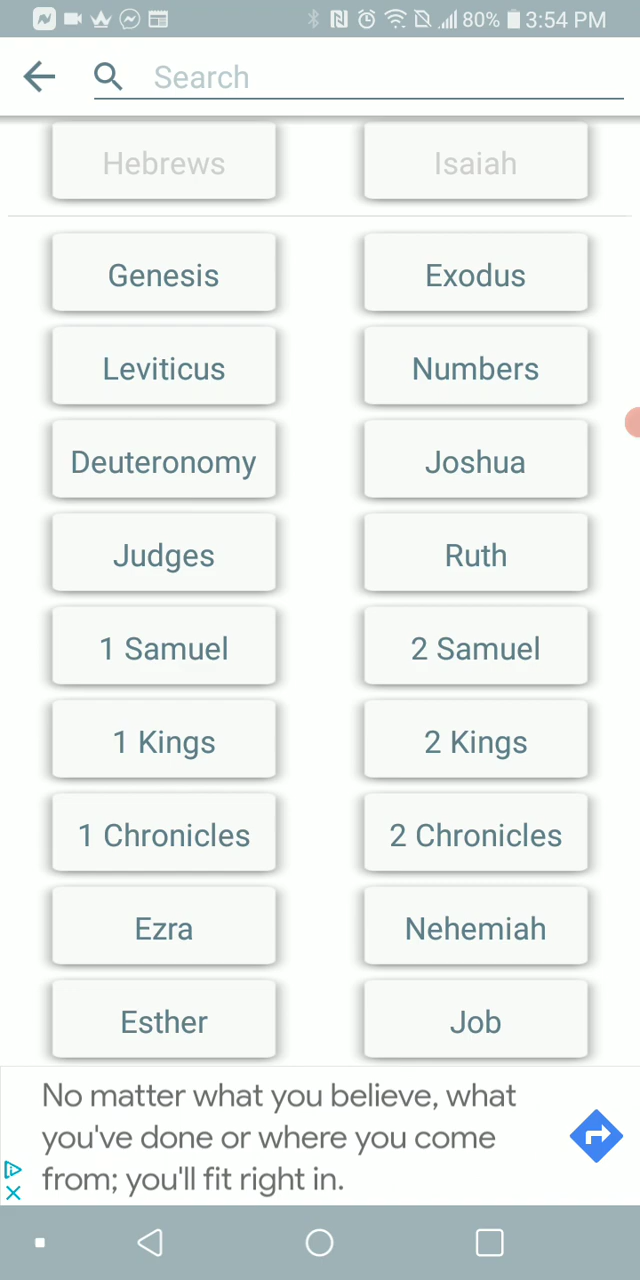 80% 3:54 PM
Search
Hebrews Isaiah
Genesis Exodus
Leviticus Numbers
Deuteronomy Joshua
Judges Ruth
1 Samuel 2 Samuel
1 Kings 2 Kings
1 Chronicles 2 Chronicles
Ezra Nehemiah
Esther Job
No matter what you believe, what
you've done or where you come
from; you'll fit right in.